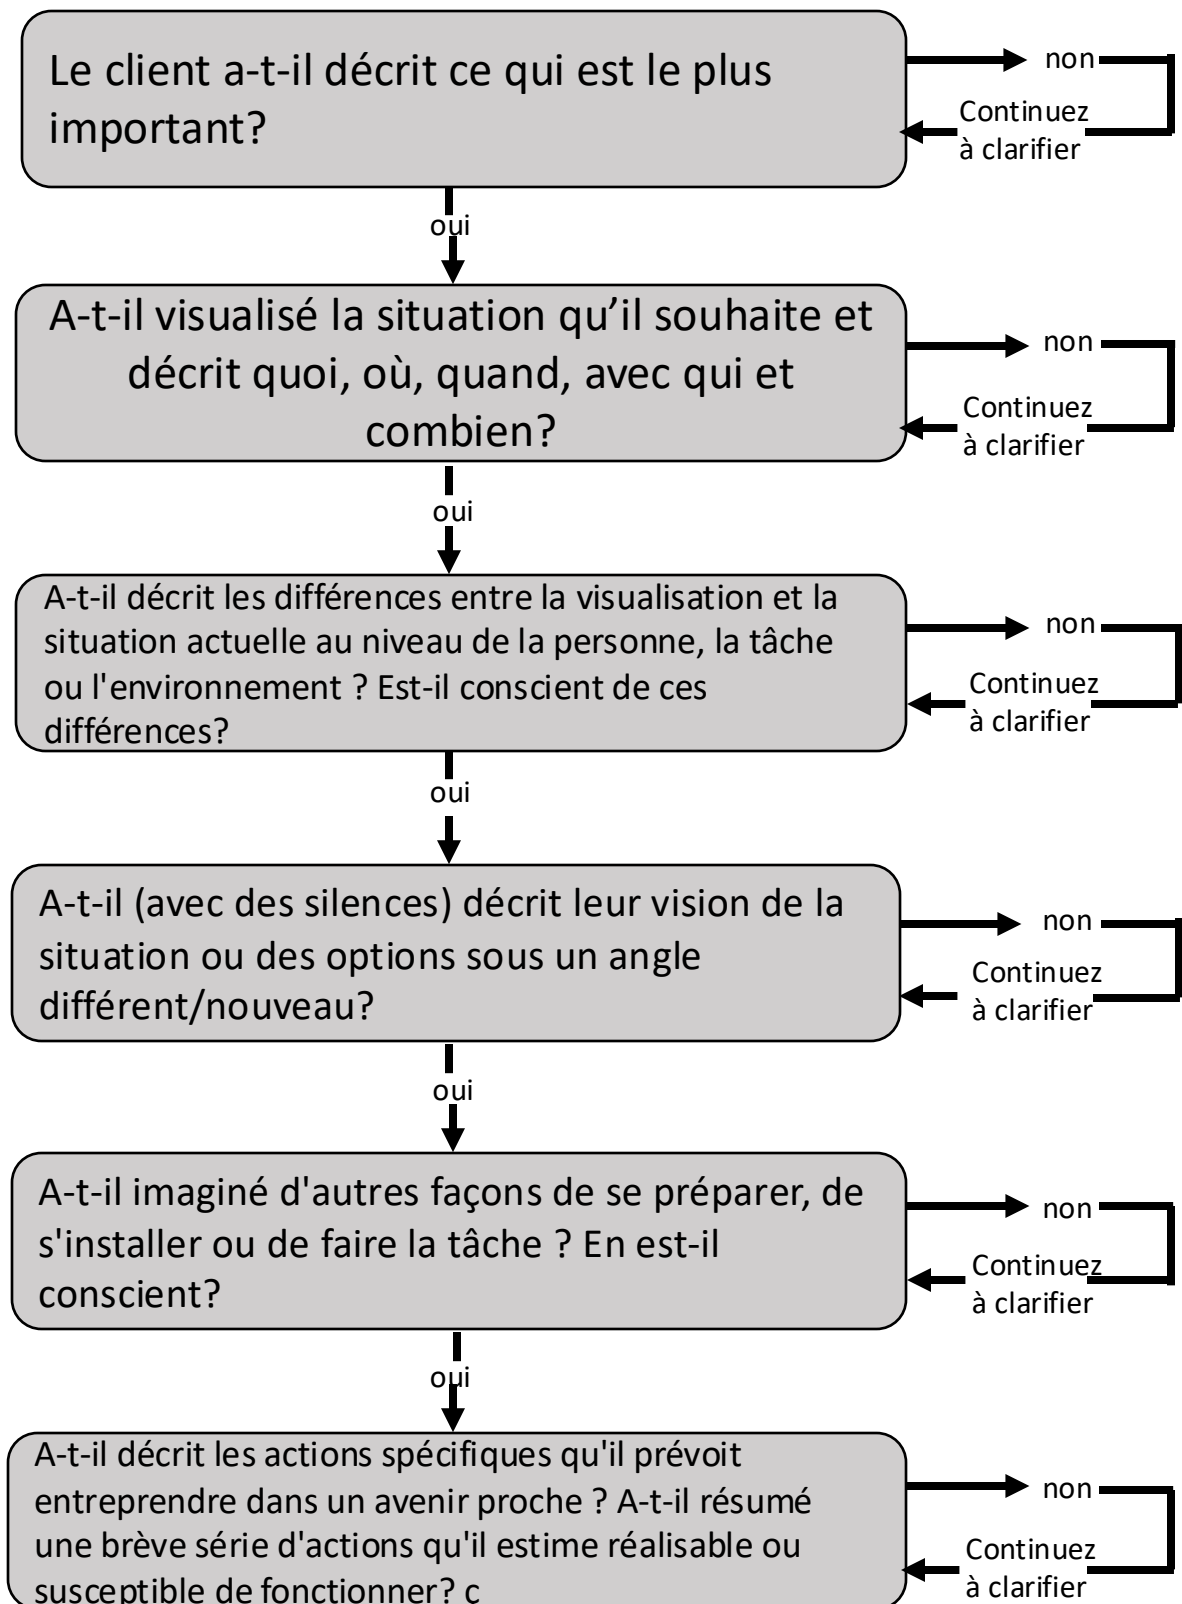 Le client a-t-il décrit ce qui est le plus
important?
non
Continuez
à clarifier
oui
A-t-il visualisé la situation qu’il souhaite et
décrit quoi, où, quand, avec qui et
combien?
non
Continuez
à clarifier
oui
A-t-il décrit les différences entre la visualisation et la
situation actuelle au niveau de la personne, la tâche
ou l'environnement ? Est-il conscient de ces
différences?
non
Continuez
à clarifier
oui
A-t-il (avec des silences) décrit leur vision de la
situation ou des options sous un angle
différent/nouveau?
non
Continuez
à clarifier
oui
A-t-il imaginé d'autres façons de se préparer, de
s'installer ou de faire la tâche ? En est-il
conscient?
non
Continuez
à clarifier
oui
A-t-il décrit les actions spécifiques qu'il prévoit
entreprendre dans un avenir proche ? A-t-il résumé
une brève série d'actions qu'il estime réalisable ou
susceptible de fonctionner? c
non
Continuez
à clarifier